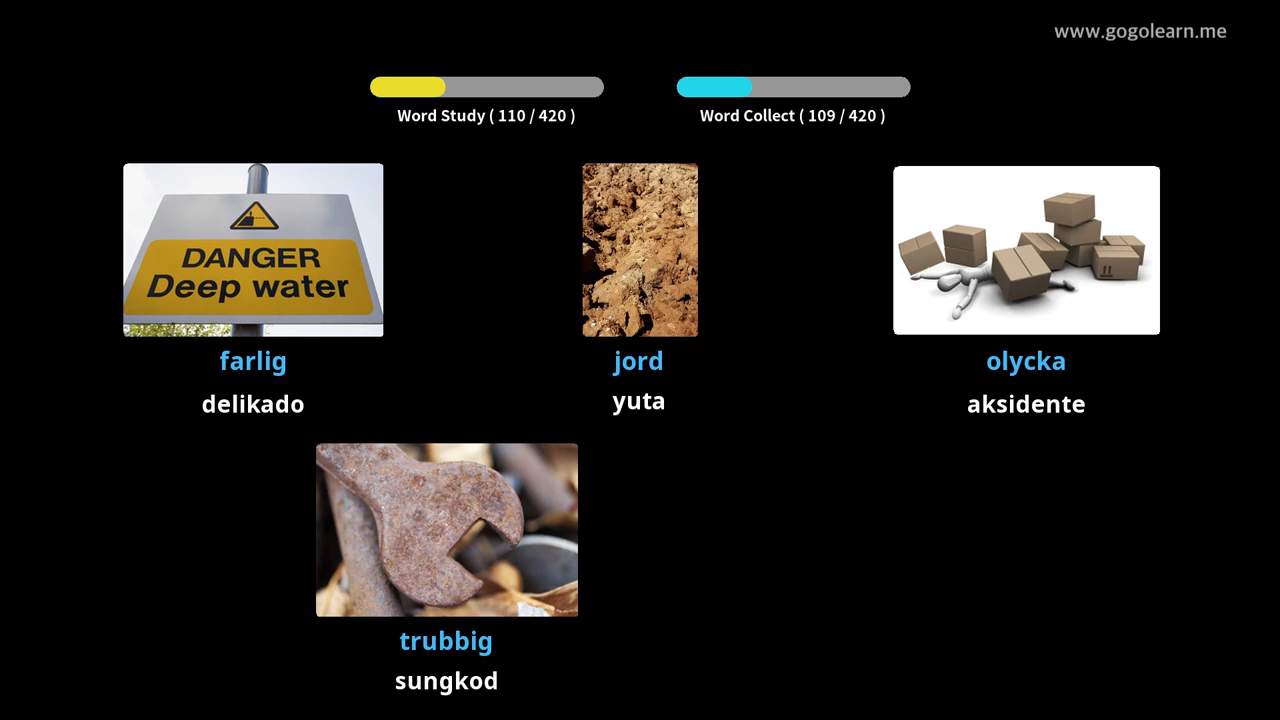 www.gogolearn.me
Word Study ( 110 / 420 )
Word Collect ( 109 / 420 )
DANGER
Deep water
farlig
delikado
jord
yuta
olycka
aksidente
trubbig
sungkod